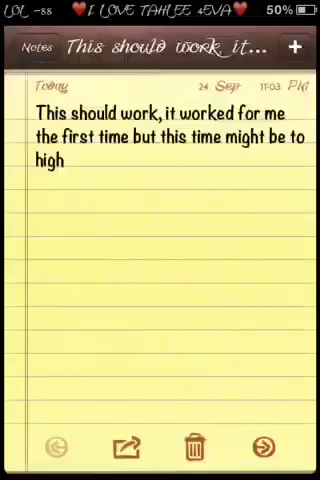 LOL -88 ❤️I LOVE TAHLEE 4EVA❤️ 50%
Notes This should work, it... +
Today 24 Sep 11:03 PM
This should work, it worked for me
the first time but this time might be to
high